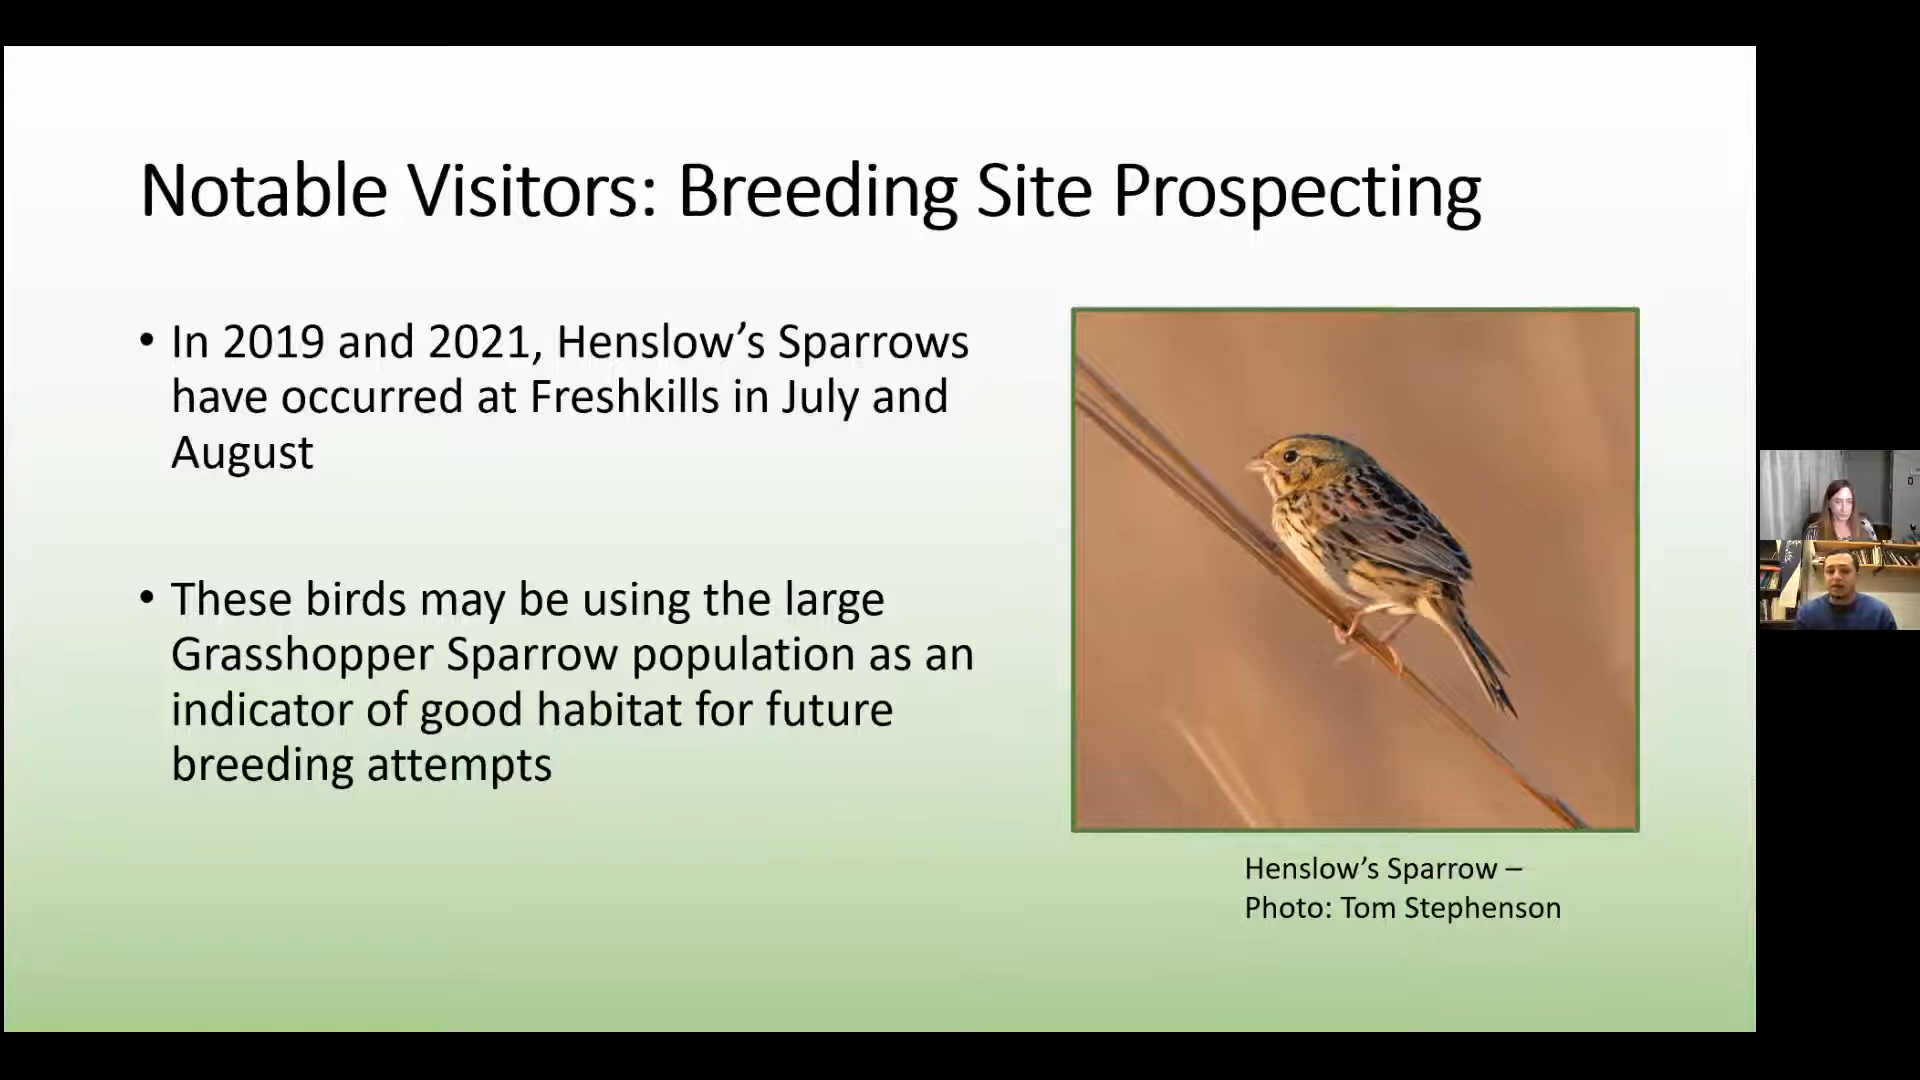 Notable Visitors: Breeding Site Prospecting
• In 2019 and 2021, Henslow’s Sparrows
have occurred at Freshkills in July and
August
• These birds may be using the large
Grasshopper Sparrow population as an
indicator of good habitat for future
breeding attempts
Henslow’s Sparrow –
Photo: Tom Stephenson